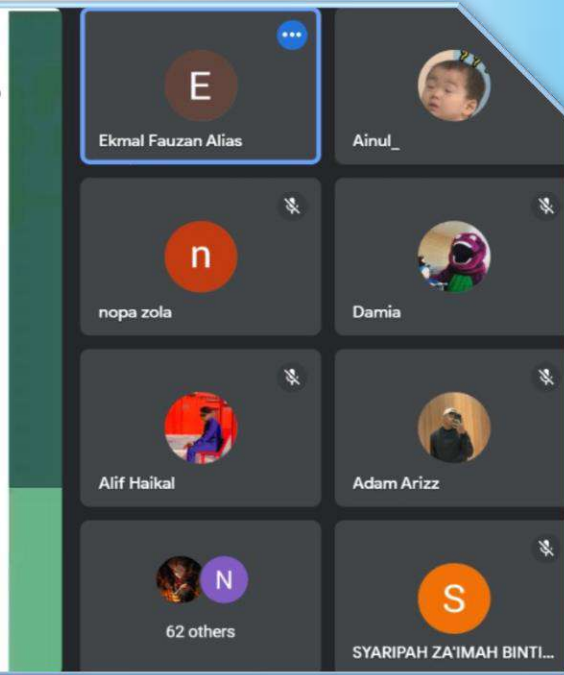 E
Ekmal Fauzan Alias
Ainul_
n
nopa zola
Damia
Alif Haikal
Adam Arizz
N
62 others
S
SYARIPAH ZA'IMAH BINTI...